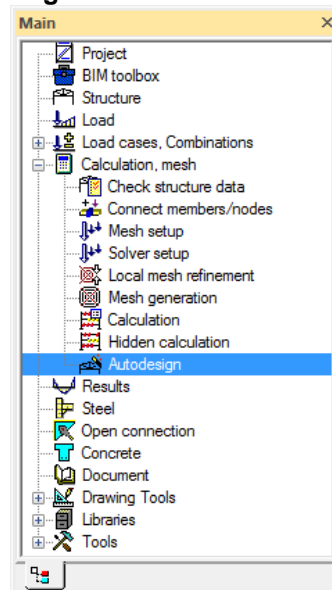 Main
Project
BIM toolbox
Structure
Load
Load cases, Combinations
Calculation, mesh
Check structure data
Connect members/nodes
Mesh setup
Solver setup
Local mesh refinement
Mesh generation
Calculation
Hidden calculation
Autodesign
Results
Steel
Open connection
Concrete
Document
Drawing Tools
Libraries
Tools